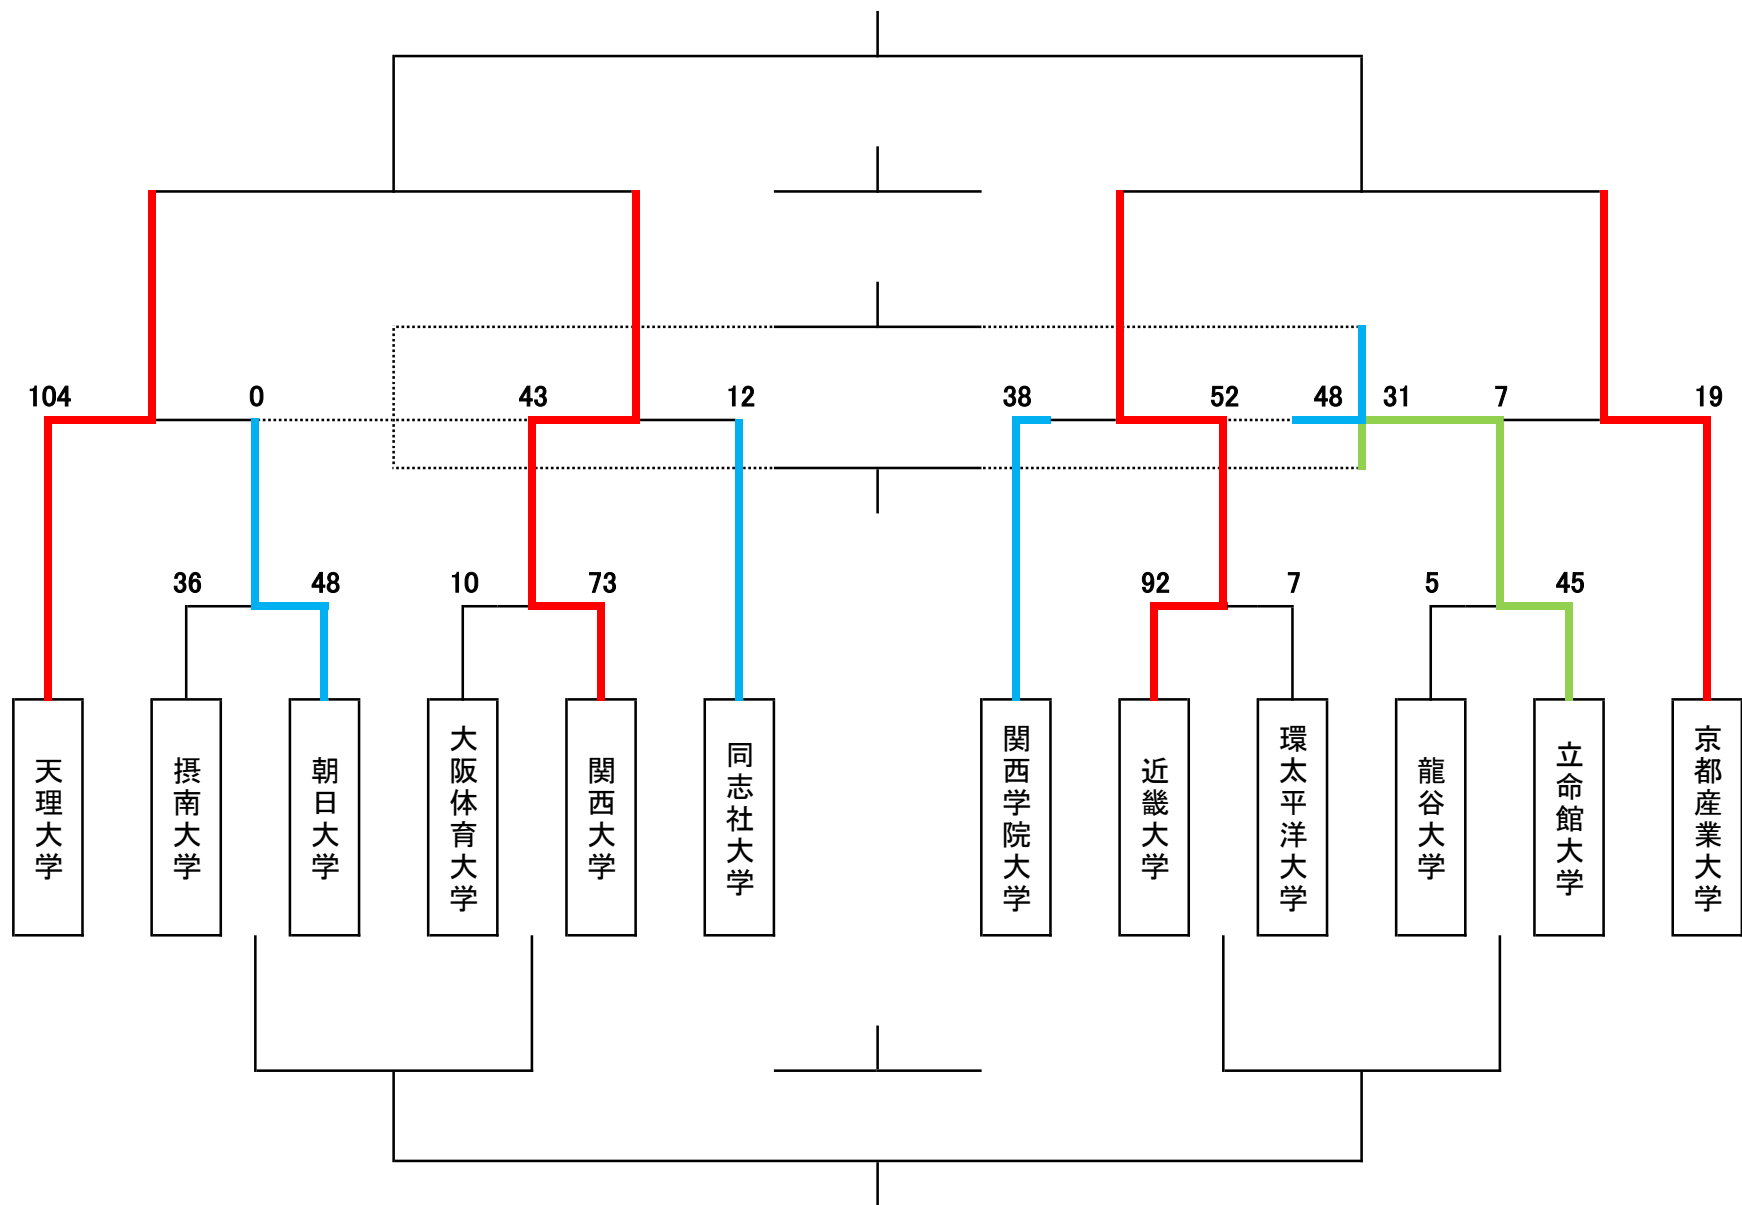 104
0
43
12
38
52
48
31
7
19
36
48
10
73
92
7
5
45
天理大学
摂南大学
朝日大学
大阪体育大学
関西大学
同志社大学
関西学院大学
近畿大学
環太平洋大学
龍谷大学
立命館大学
京都産業大学